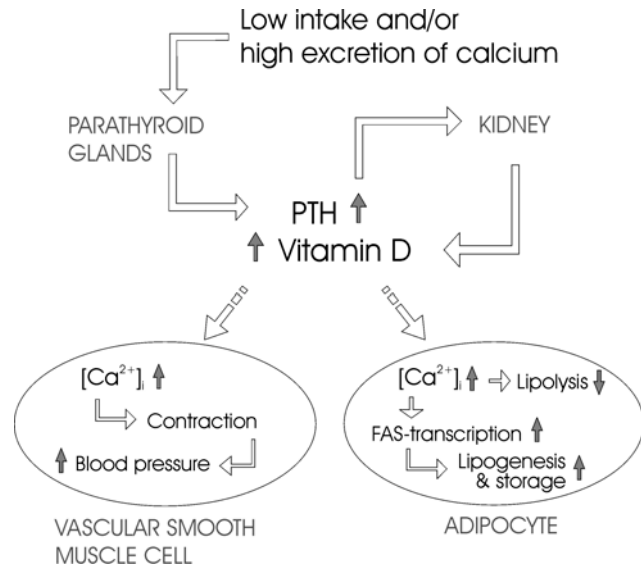 Low intake and/or
high excretion of calcium
PARATHYROID
GLANDS
KIDNEY
PTH
Vitamin D
[Ca²⁺]ᵢ
Contraction
Blood pressure
[Ca²⁺]ᵢ
Lipolysis
FAS-transcription
Lipogenesis
& storage
VASCULAR SMOOTH
MUSCLE CELL
ADIPOCYTE